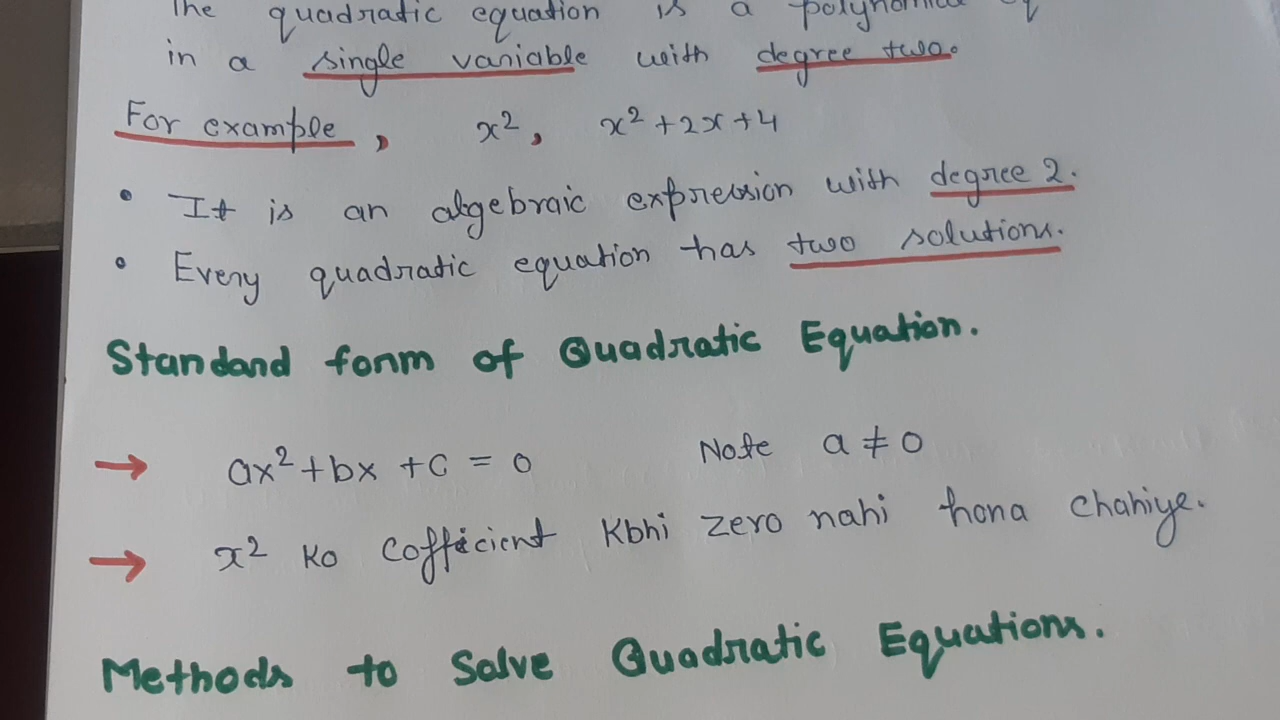 The quadratic equation is a polynomial
in a single variable with degree two.
For example, x², x² + 2x + 4
• It is an algebraic expression with degree 2.
• Every quadratic equation has two solutions.
Standard form of Quadratic Equation.
→ ax² + bx + c = 0 Note a ≠ 0
→ x² ko cofficient kbhi zero nahi hona chahiye.
Methods to Solve Quadratic Equations.